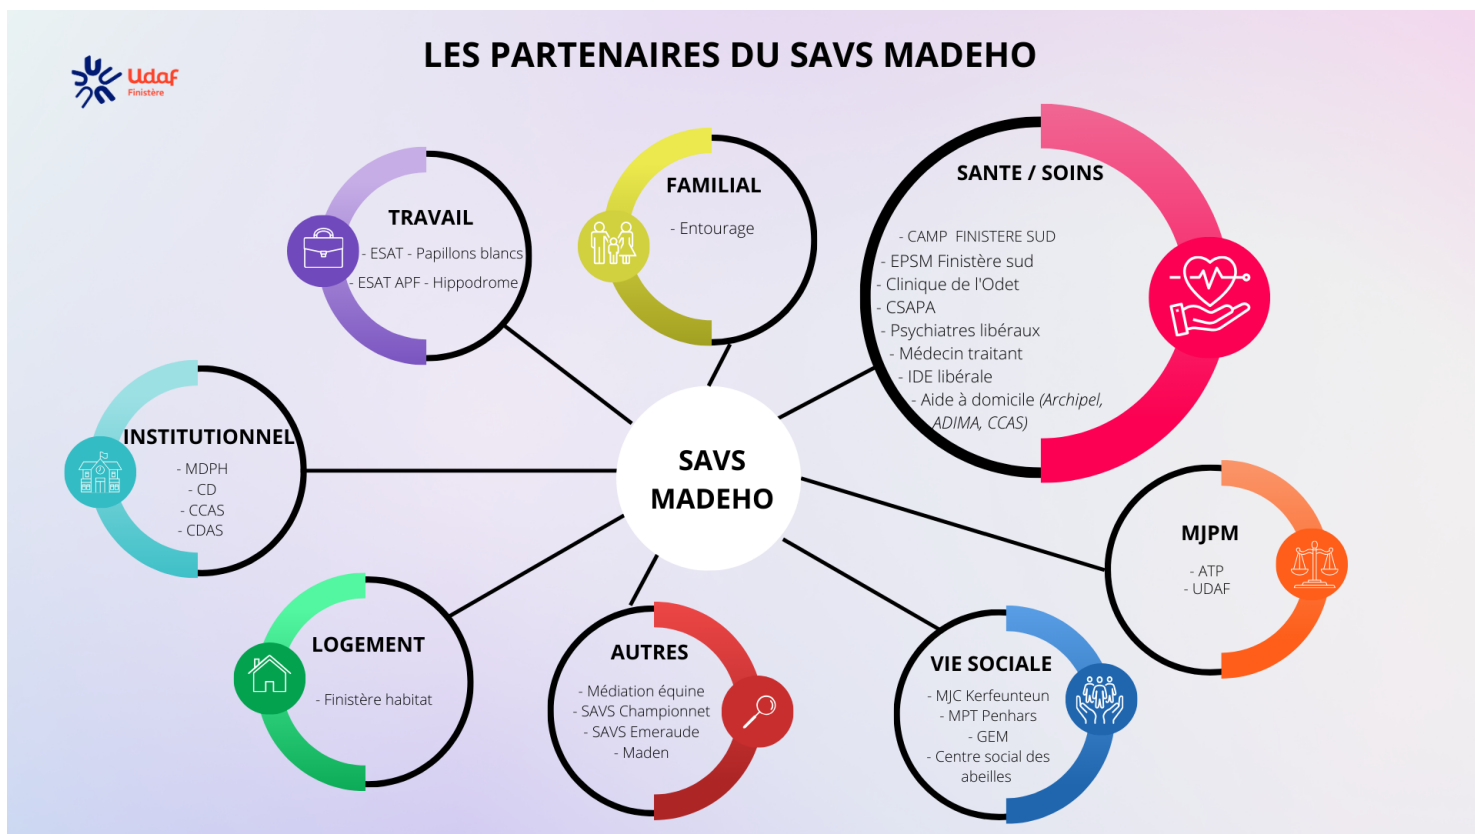 LES PARTENAIRES DU SAVS MADEHO
Udaf
Finistère
TRAVAIL
- ESAT - Papillons blancs
- ESAT APF - Hippodrome
FAMILIAL
- Entourage
SANTE / SOINS
- CAMP FINISTERE SUD
- EPSM Finistère sud
- Clinique de l'Odet
- CSAPA
- Psychiatres libéraux
- Médecin traitant
- IDE libérale
- Aide à domicile (Archipel,
ADIMA, CCAS)
INSTITUTIONNEL
- MDPH
- CD
- CCAS
- CDAS
SAVS
MADEHO
MJPM
- ATP
- UDAF
LOGEMENT
- Finistère habitat
AUTRES
- Médiation équine
- SAVS Championnet
- SAVS Emeraude
- Maden
VIE SOCIALE
- MJC Kerfeunteun
- MPT Penhars
- GEM
- Centre social des
abeilles